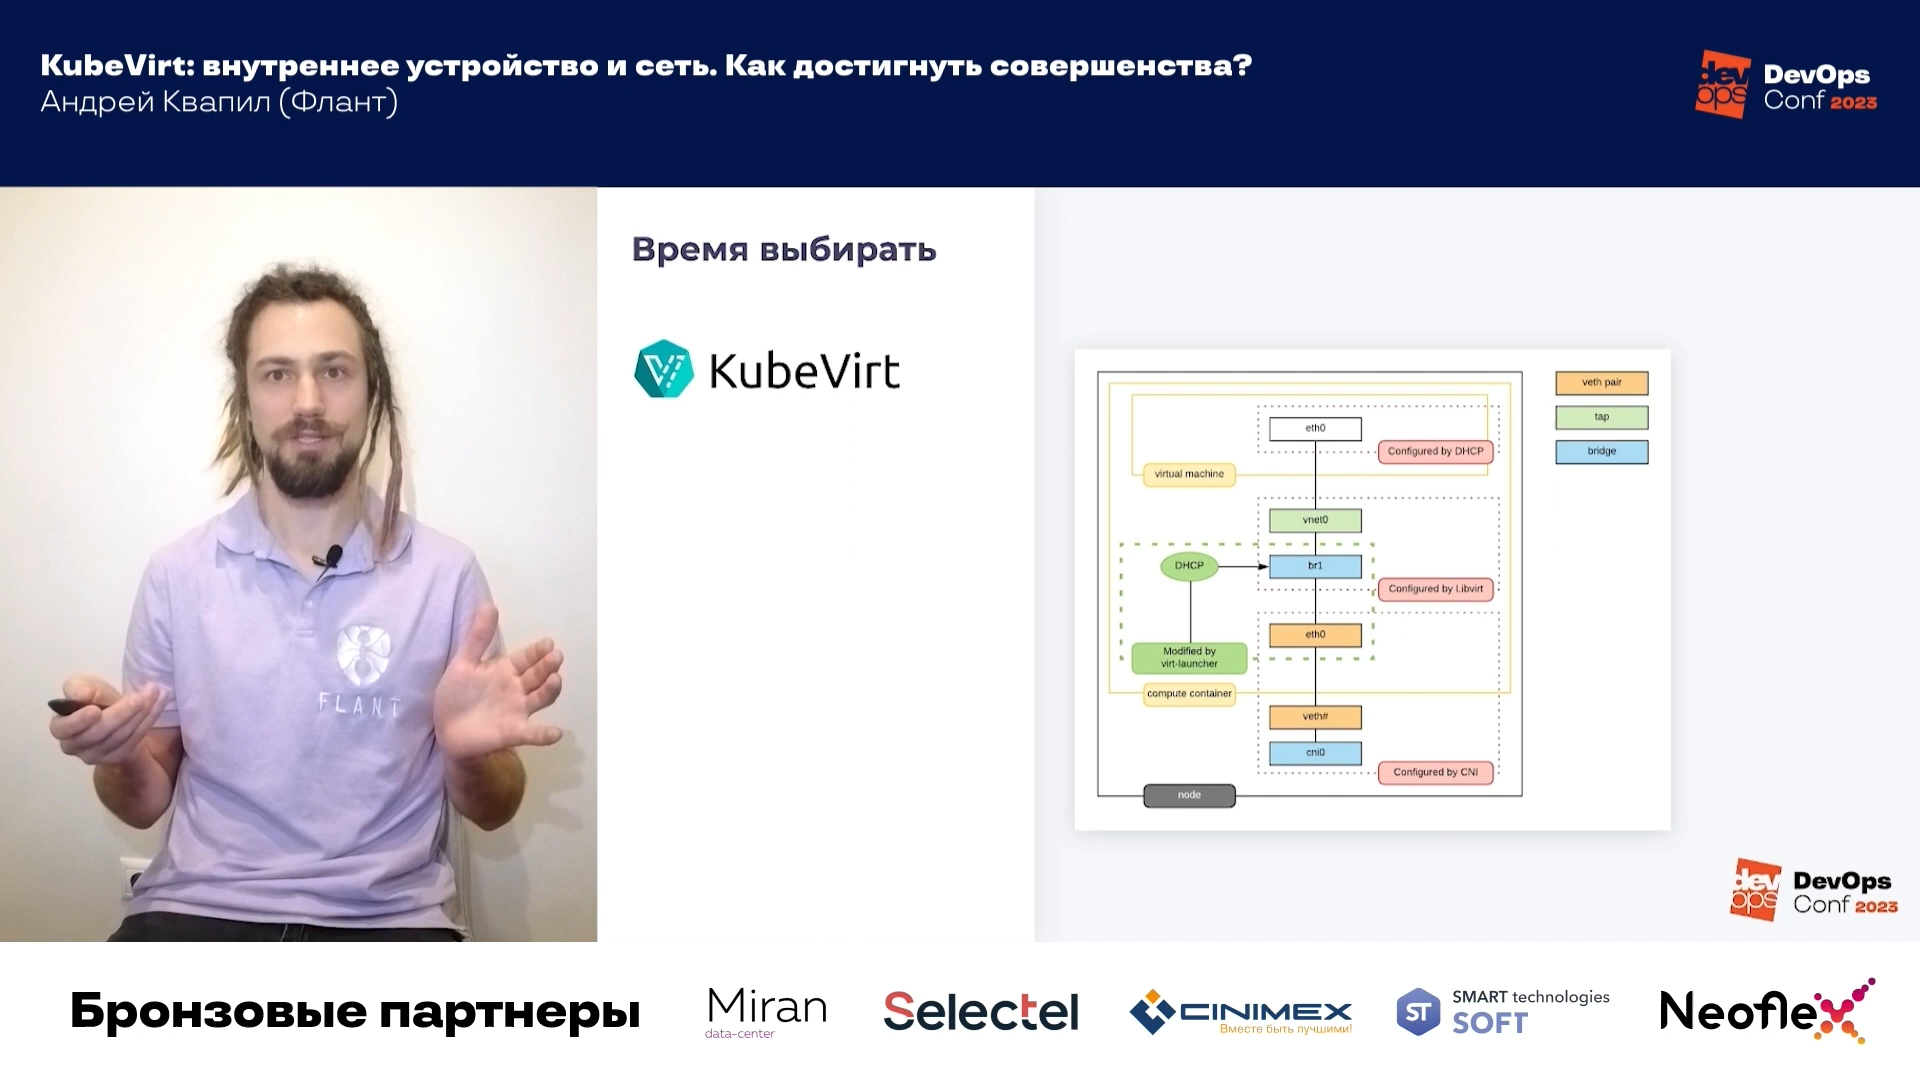 KubeVirt: внутреннее устройство и сеть. Как достигнуть совершенства?
Андрей Квапил (Флант)
dev
ops
DevOps
Conf 2023
FLANT
Время выбирать
KubeVirt
veth pair
tap
bridge
eth0
Configured by DHCP
virtual machine
vnet0
DHCP
br1
Configured by Libvirt
eth0
Modified by
virt-launcher
compute container
veth#
cni0
Configured by CNI
node
dev
ops
DevOps
Conf 2023
Бронзовые партнеры
Miran
data-center
Selectel
CINIMEX
Вместе быть лучшими!
ST
SMART technologies
SOFT
Neoflex